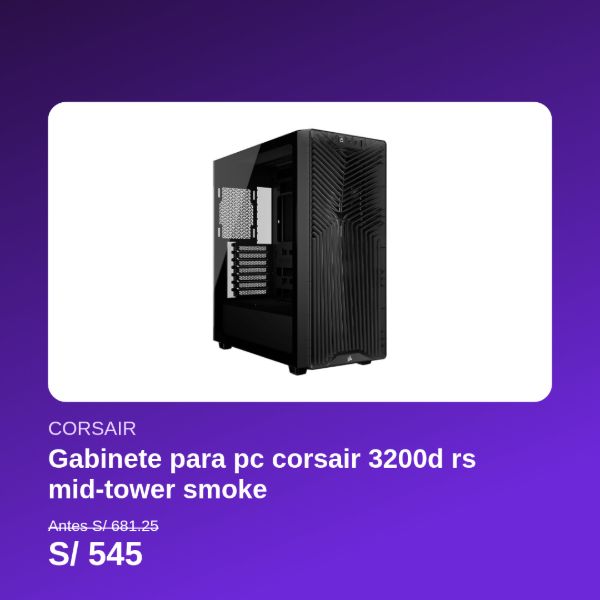 CORSAIR
Gabinete para pc corsair 3200d rs
mid-tower smoke
Antes S/ 681.25
S/ 545